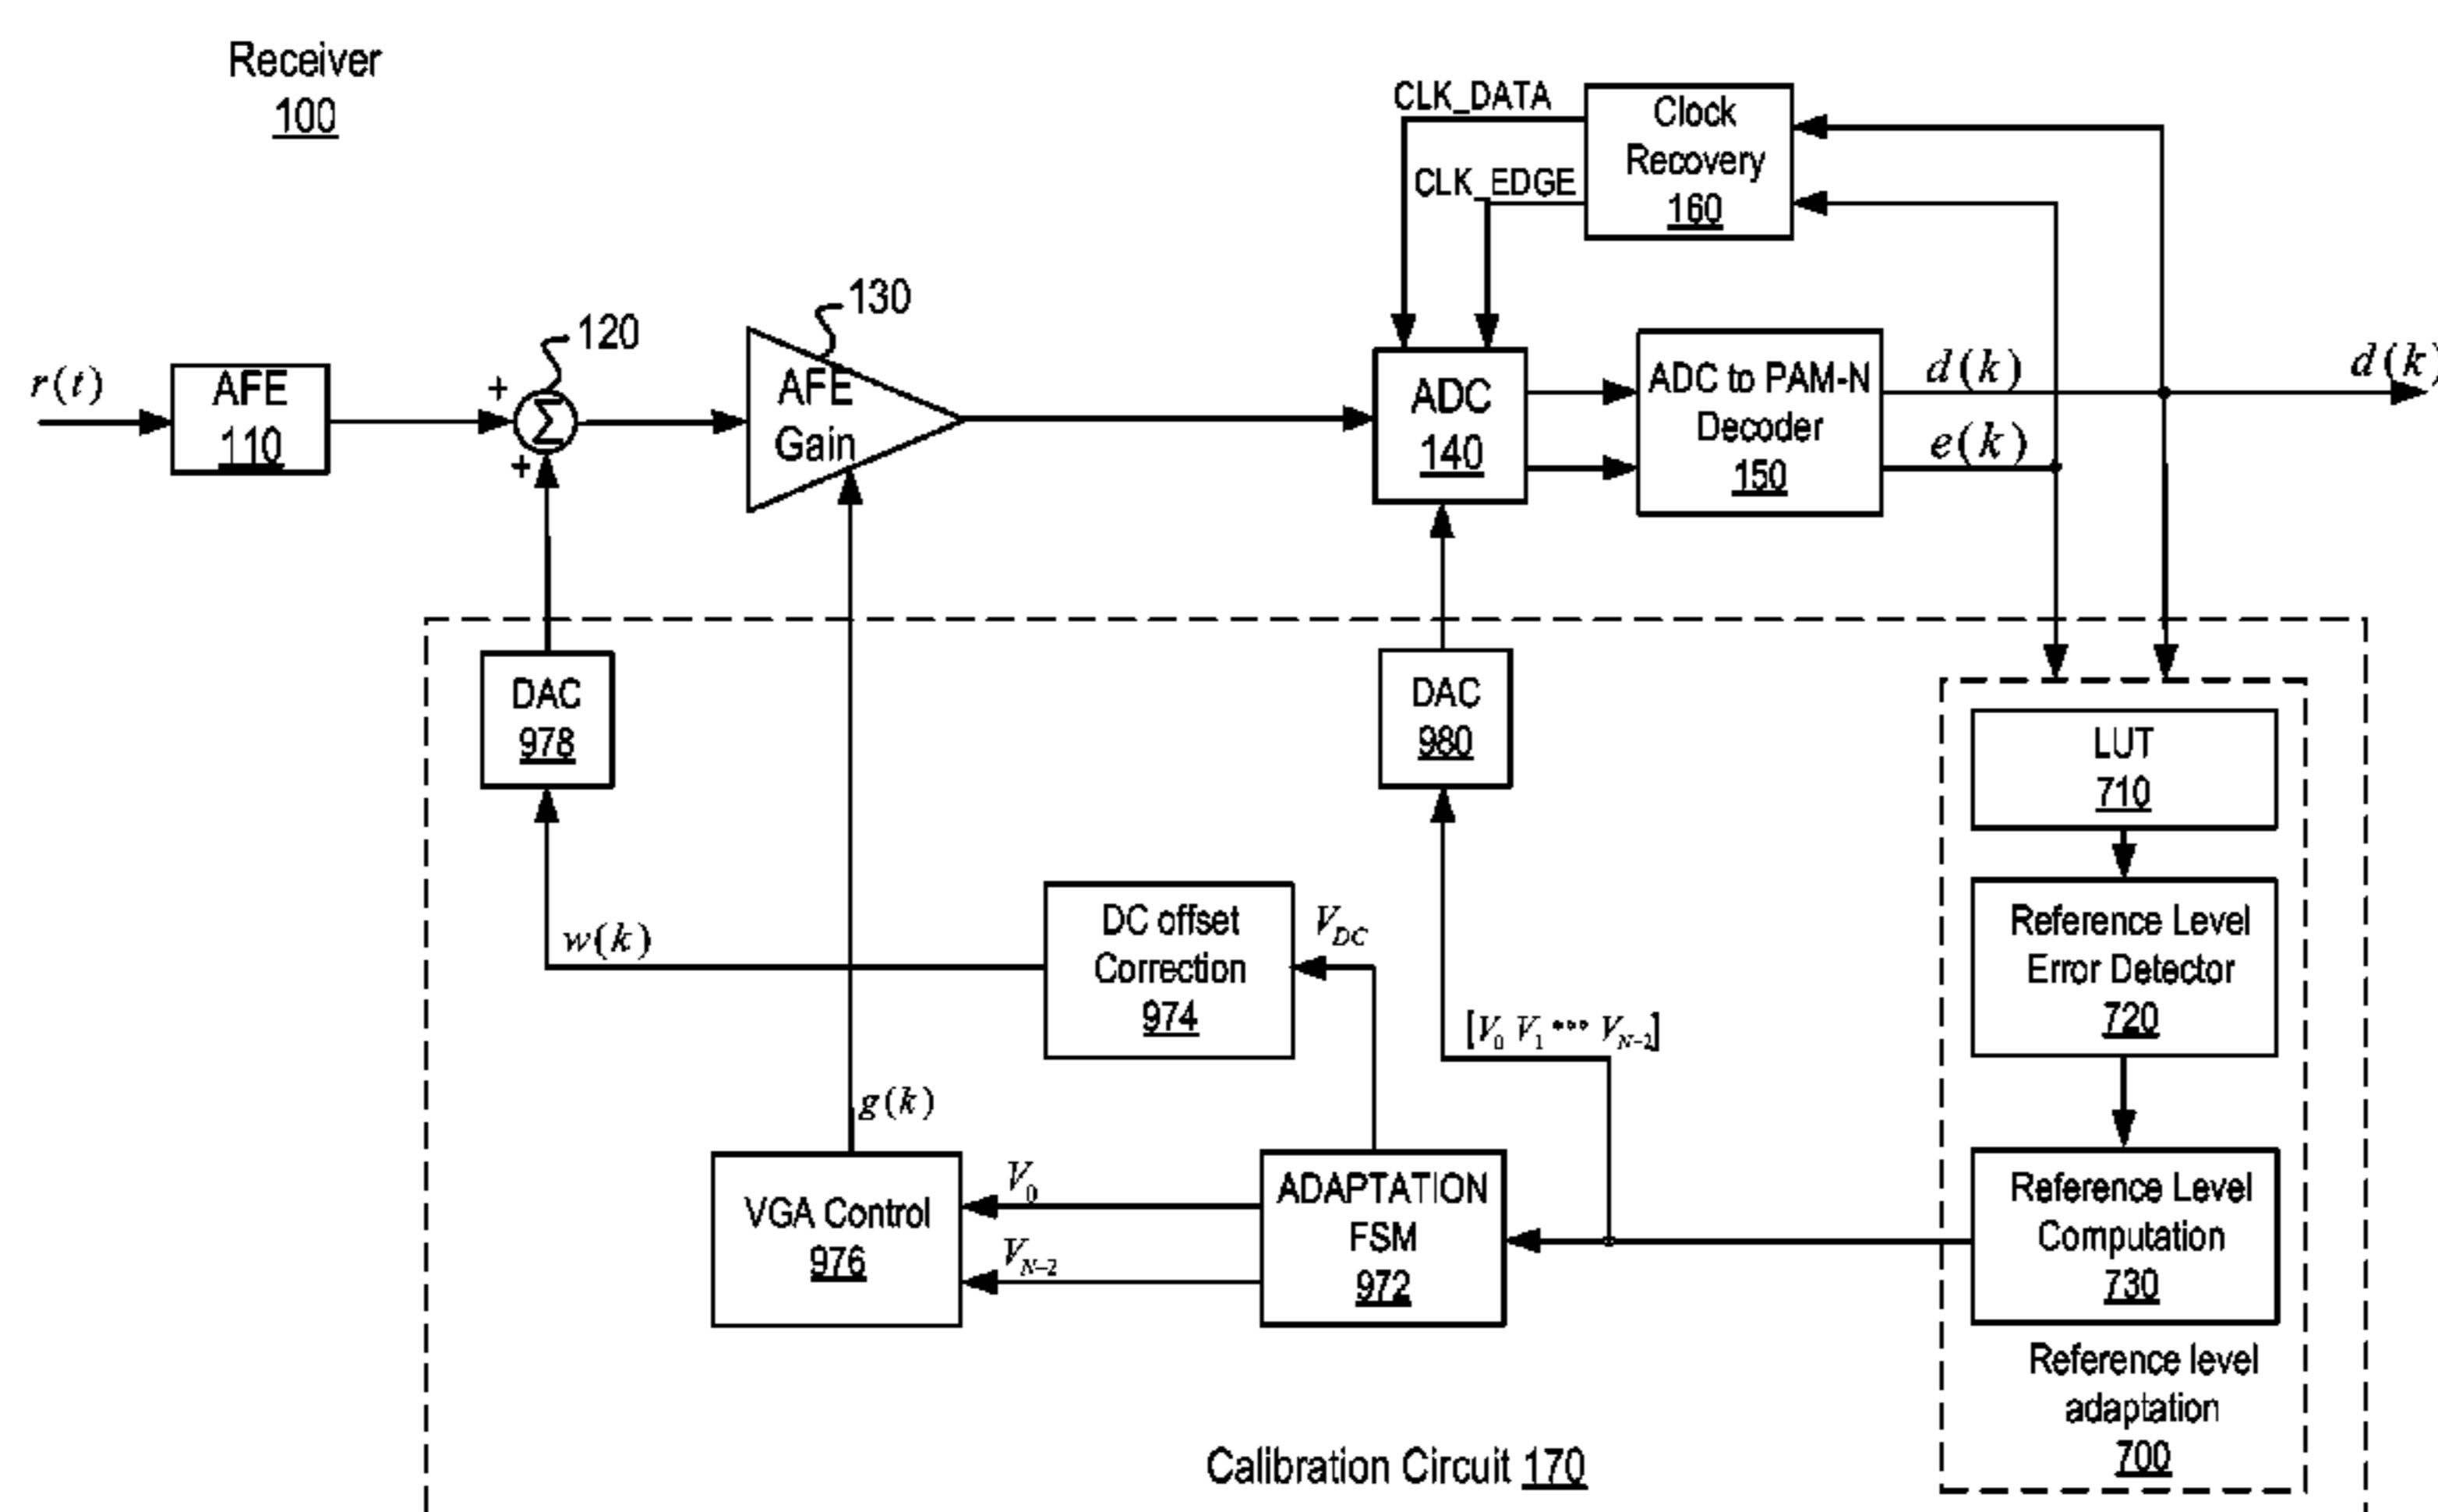 Receiver
100
CLK_DATA
CLK_EDGE
Clock
Recovery
160
r(t)
AFE
110
+
+
Σ
120
AFE
Gain
130
ADC
140
ADC to PAM-N
Decoder
150
d(k)
e(k)
d(k)
DAC
978
DAC
980
LUT
710
w(k)
DC offset
Correction
974
V_DC
[V_0 V_1 ••• V_N-2]
Reference Level
Error Detector
720
g(k)
VGA Control
976
V_0
V_N-2
ADAPTATION
FSM
972
Reference Level
Computation
730
Reference level
adaptation
700
Calibration Circuit 170